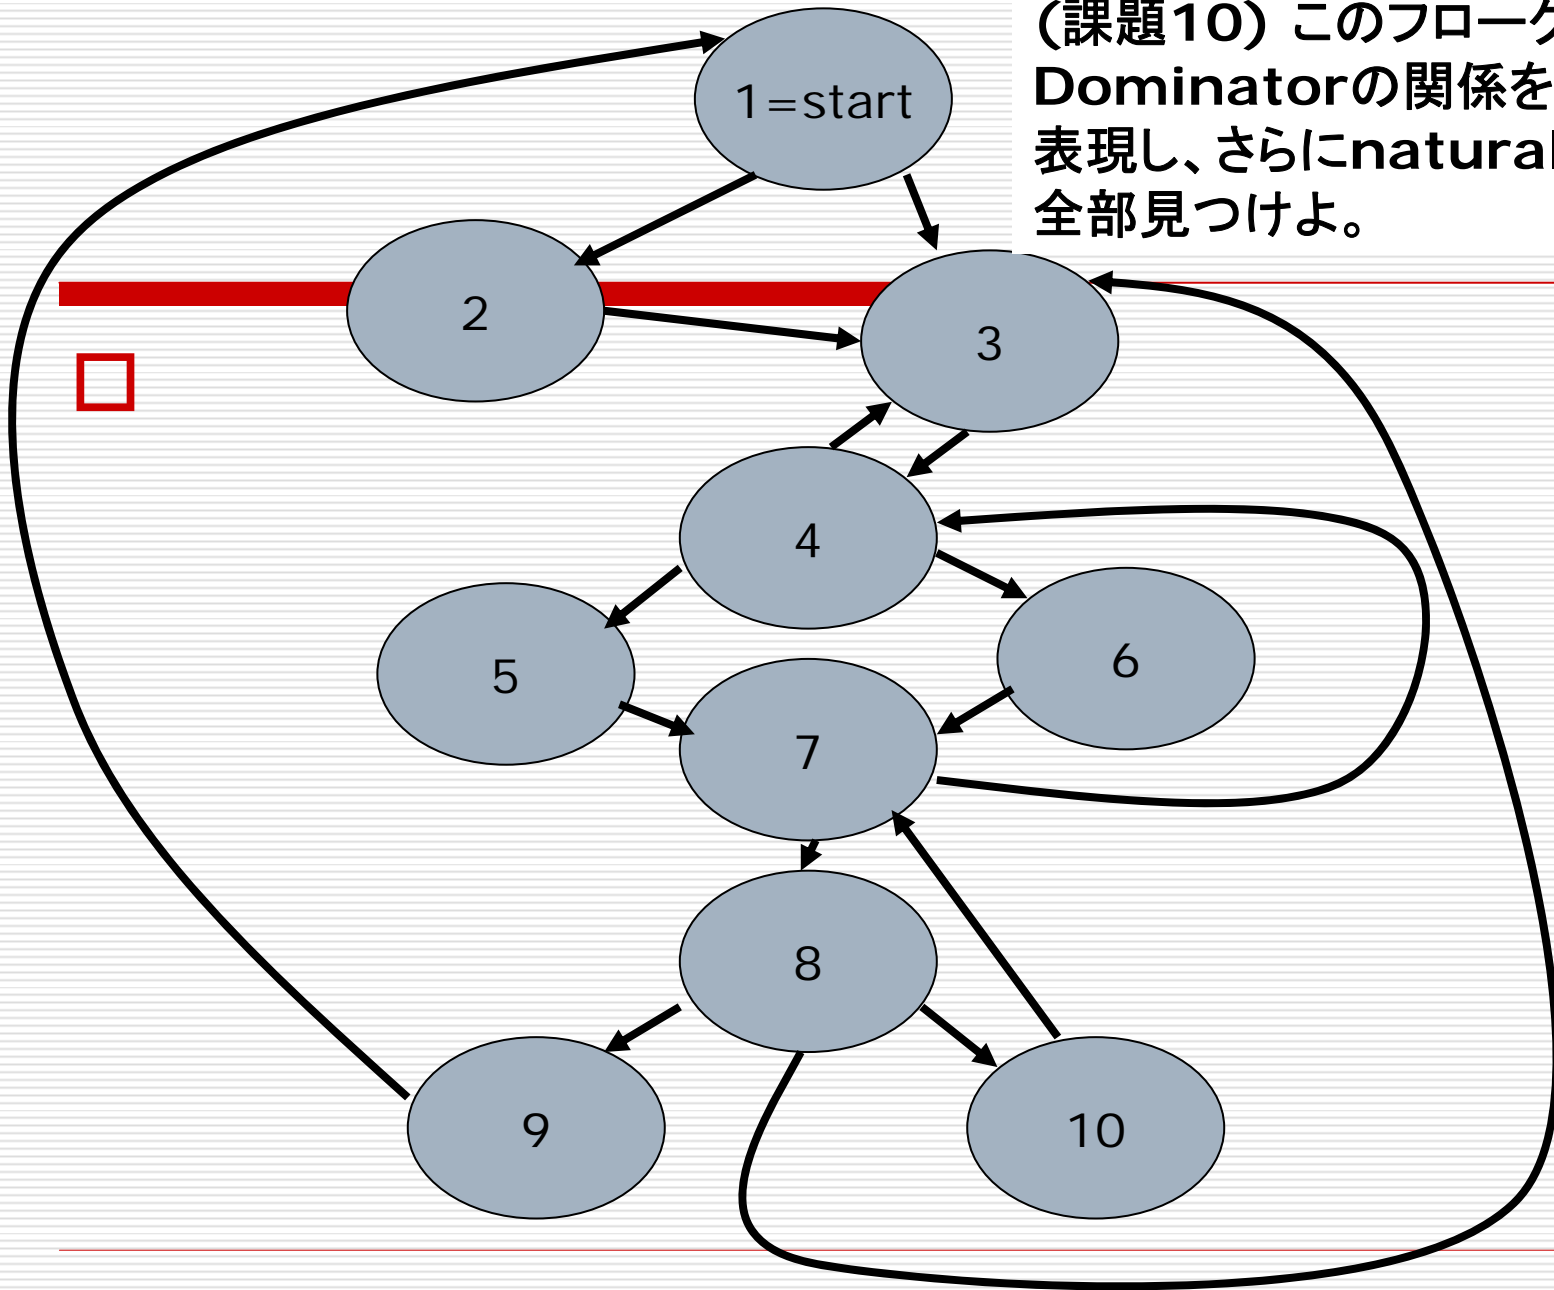 (課題10) このフローグ
Dominatorの関係を
表現し、さらにnatural
全部見つけよ。
1=start
2
3
4
5
6
7
8
9
10